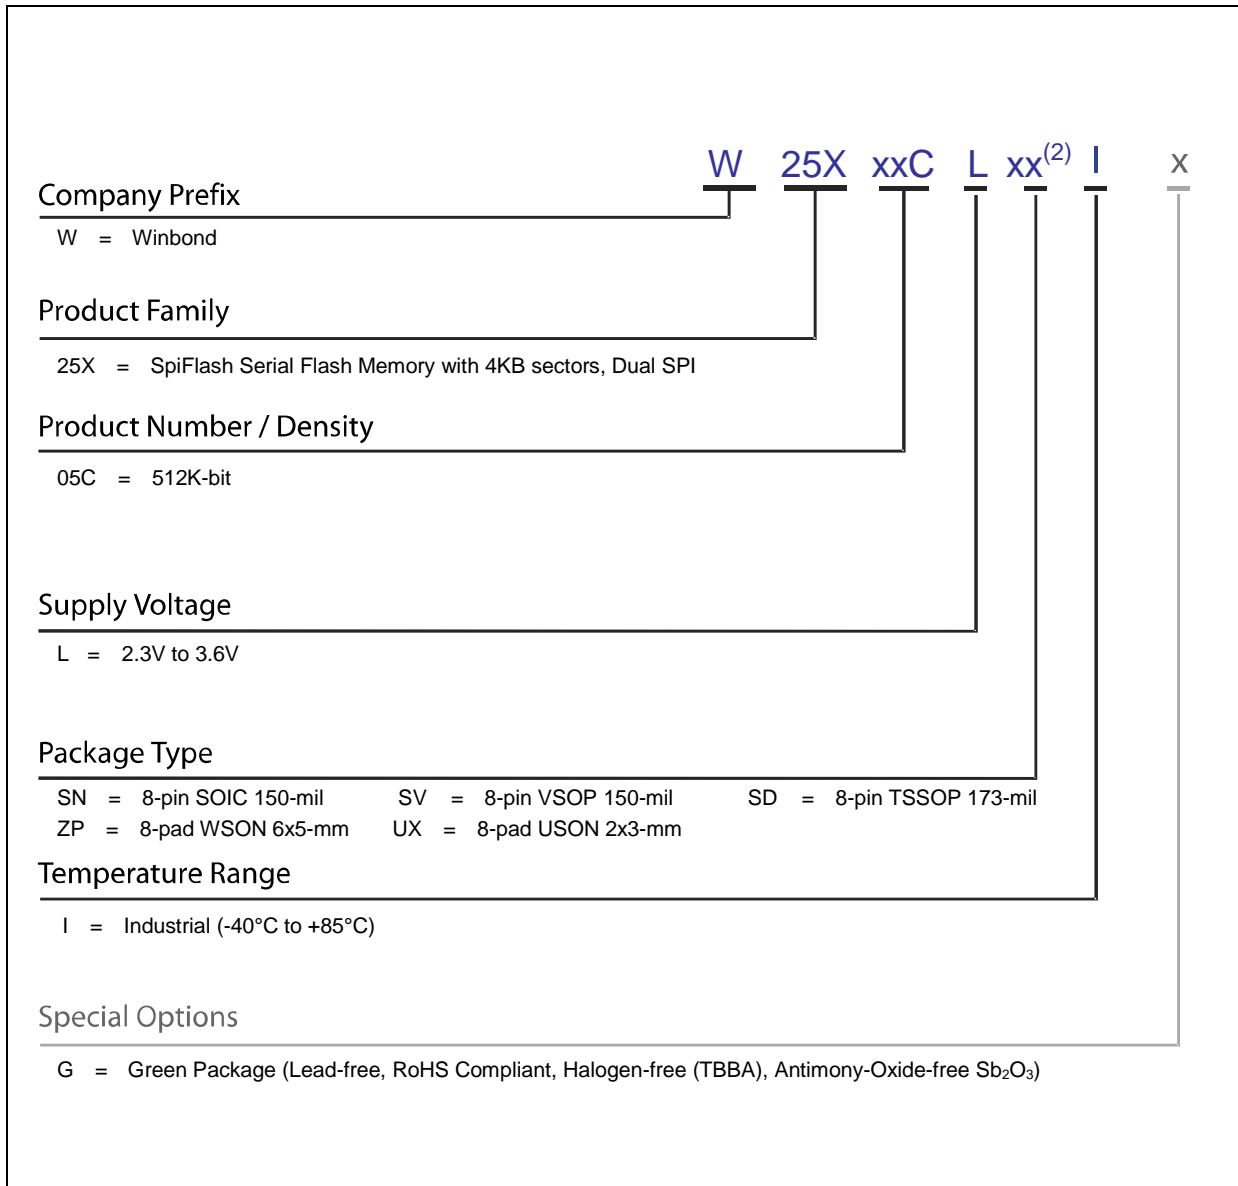 W 25X xxC L xx(2) I x
Company Prefix
W = Winbond
Product Family
25X = SpiFlash Serial Flash Memory with 4KB sectors, Dual SPI
Product Number / Density
05C = 512K-bit
Supply Voltage
L = 2.3V to 3.6V
Package Type
SN = 8-pin SOIC 150-mil SV = 8-pin VSOP 150-mil SD = 8-pin TSSOP 173-mil
ZP = 8-pad WSON 6x5-mm UX = 8-pad USON 2x3-mm
Temperature Range
I = Industrial (-40°C to +85°C)
Special Options
G = Green Package (Lead-free, RoHS Compliant, Halogen-free (TBBA), Antimony-Oxide-free Sb₂O₃)